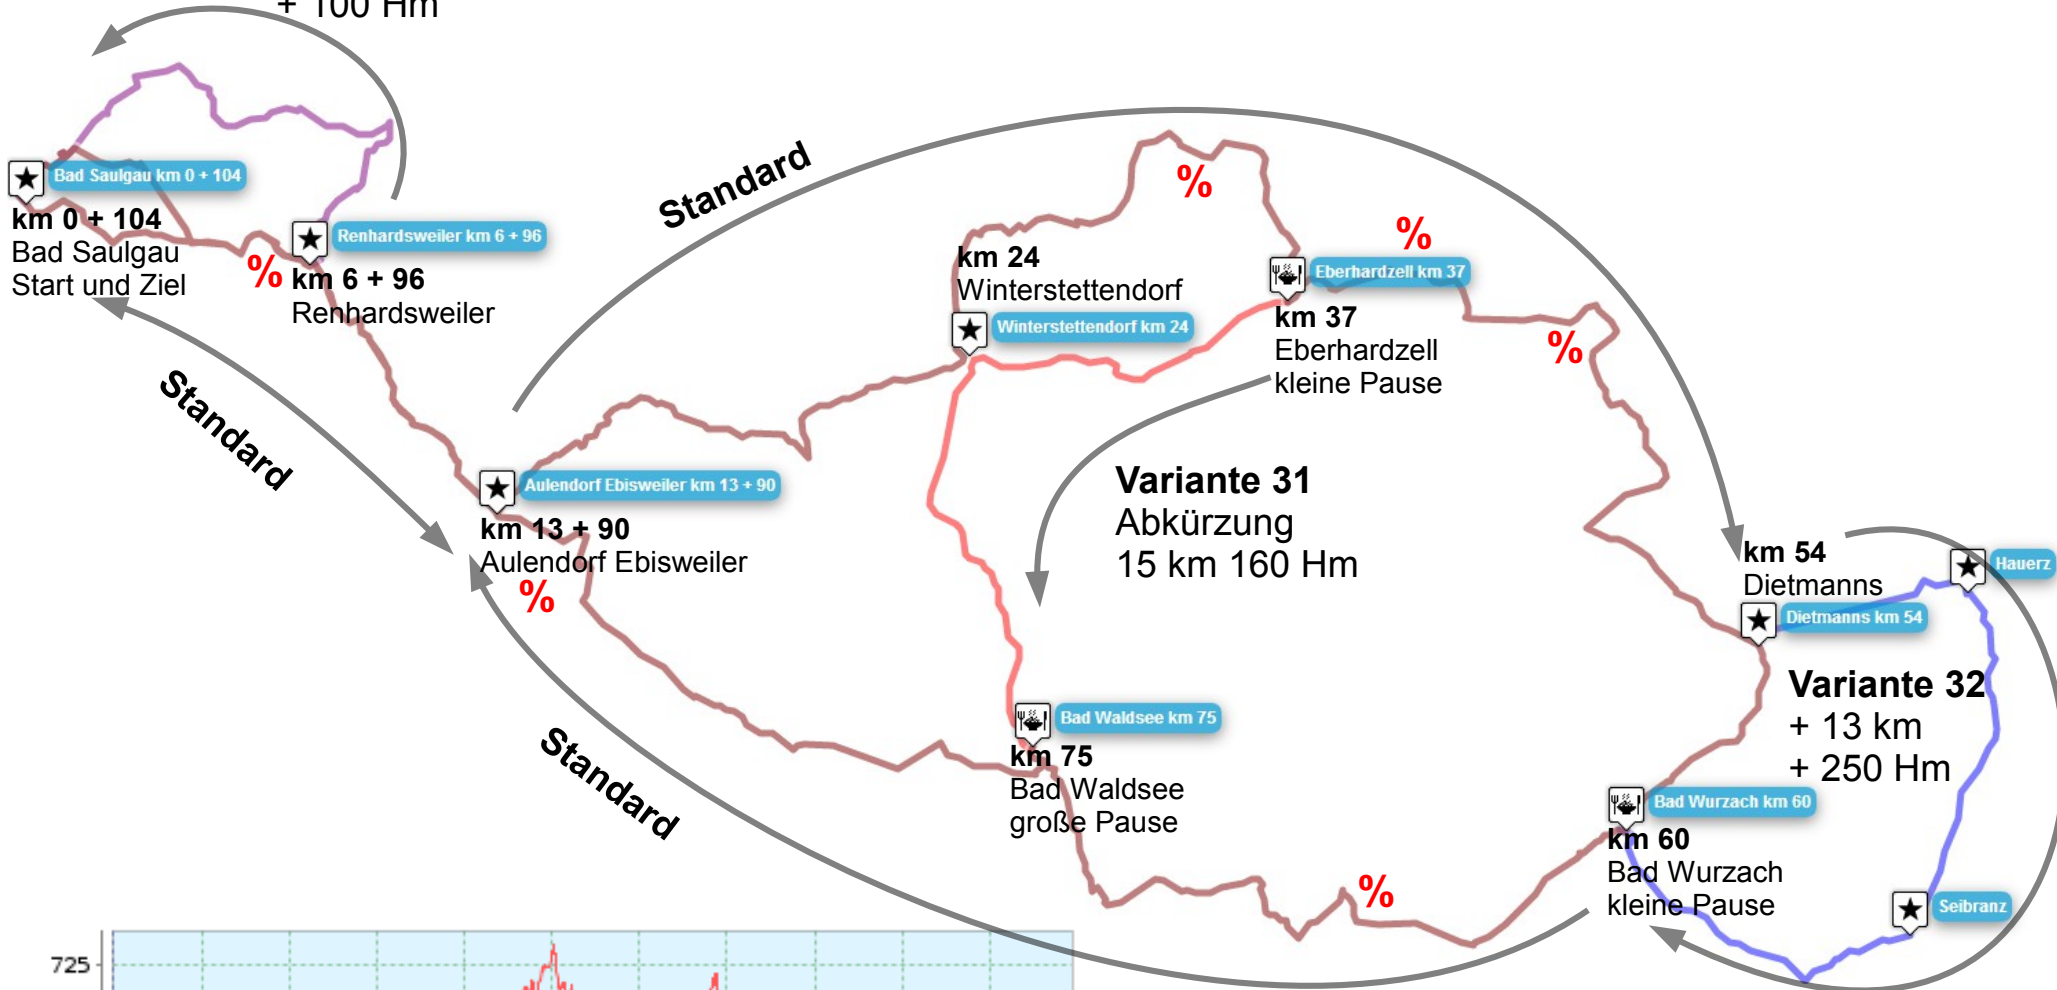 + 100 Hm
Standard
%
Bad Saulgau km 0 + 104
km 0 + 104
Bad Saulgau
Start und Ziel
Renhardsweiler km 6 + 96
%
km 6 + 96
Renhardsweiler
%
km 24
Winterstettendorf
Winterstettendorf km 24
Eberhardzell km 37
km 37
Eberhardzell
kleine Pause
%
Standard
Aulendorf Ebisweiler km 13 + 90
km 13 + 90
Aulendorf Ebisweiler
%
Variante 31
Abkürzung
15 km 160 Hm
km 54
Dietmanns
Dietmanns km 54
Hauerz
Variante 32
+ 13 km
+ 250 Hm
Bad Waldsee km 75
km 75
Bad Waldsee
große Pause
Standard
Bad Wurzach km 60
km 60
Bad Wurzach
kleine Pause
%
Seibranz
725